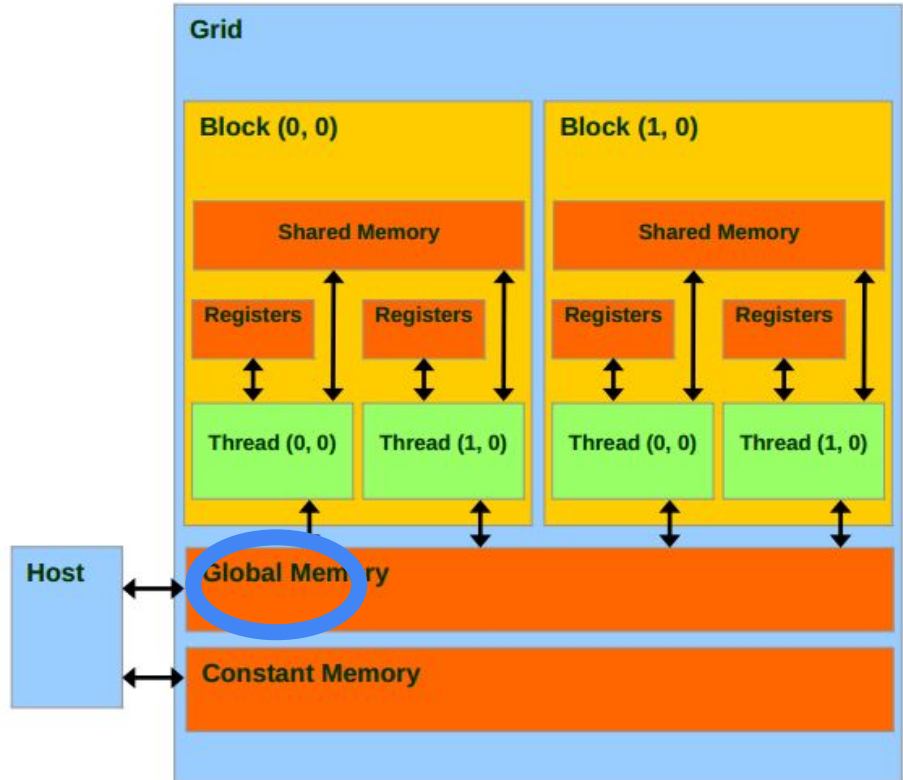 Grid
Block (0, 0)
Block (1, 0)
Shared Memory
Shared Memory
Registers
Registers
Registers
Registers
Thread (0, 0)
Thread (1, 0)
Thread (0, 0)
Thread (1, 0)
Host
Global Memory
Constant Memory